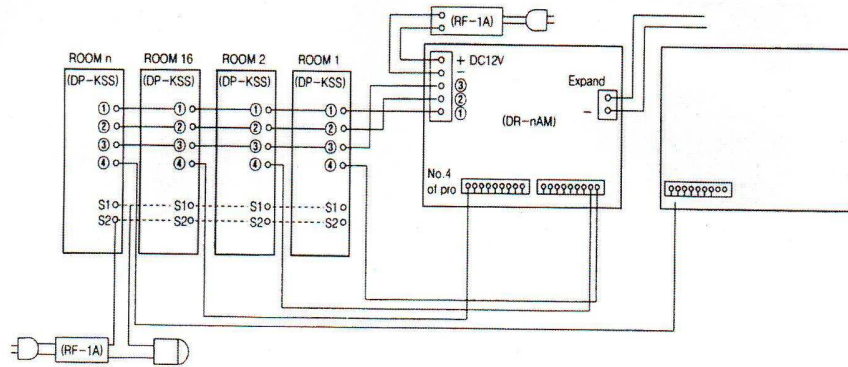 (RF-1A)
ROOM n
ROOM 16
ROOM 2
ROOM 1
(DP-KSS)
(DP-KSS)
(DP-KSS)
(DP-KSS)
+ DC12V
−
③
②
①
Expand
−
(DR-nAM)
No.4
of pro
① ① ① ①
② ② ② ②
③ ③ ③ ③
④ ④ ④ ④
S1 S1 S1 S1
S2 S2 S2 S2
(RF-1A)